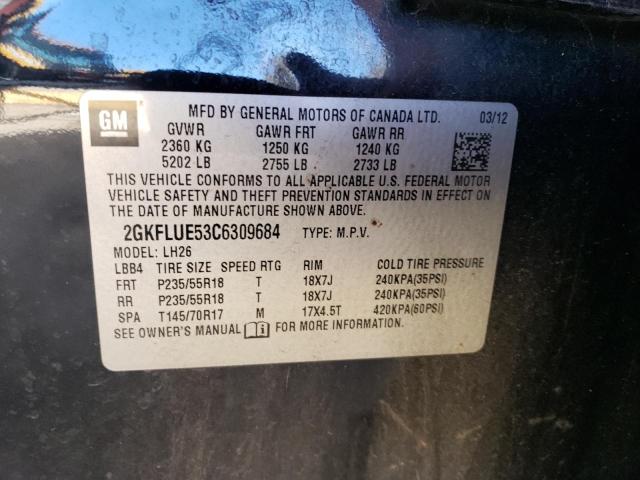 GM
MFD BY GENERAL MOTORS OF CANADA LTD. 03/12
GVWR GAWR FRT GAWR RR
2360 KG 1250 KG 1240 KG
5202 LB 2755 LB 2733 LB
THIS VEHICLE CONFORMS TO ALL APPLICABLE U.S. FEDERAL MOTOR
VEHICLE SAFETY AND THEFT PREVENTION STANDARDS IN EFFECT ON
THE DATE OF MANUFACTURE SHOWN ABOVE.
2GKFLUE53C6309684 TYPE: M.P.V.
MODEL: LH26
LBB4 TIRE SIZE SPEED RTG RIM COLD TIRE PRESSURE
FRT P235/55R18 T 18X7J 240KPA(35PSI)
RR P235/55R18 T 18X7J 240KPA(35PSI)
SPA T145/70R17 M 17X4.5T 420KPA(60PSI)
SEE OWNER'S MANUAL i FOR MORE INFORMATION.